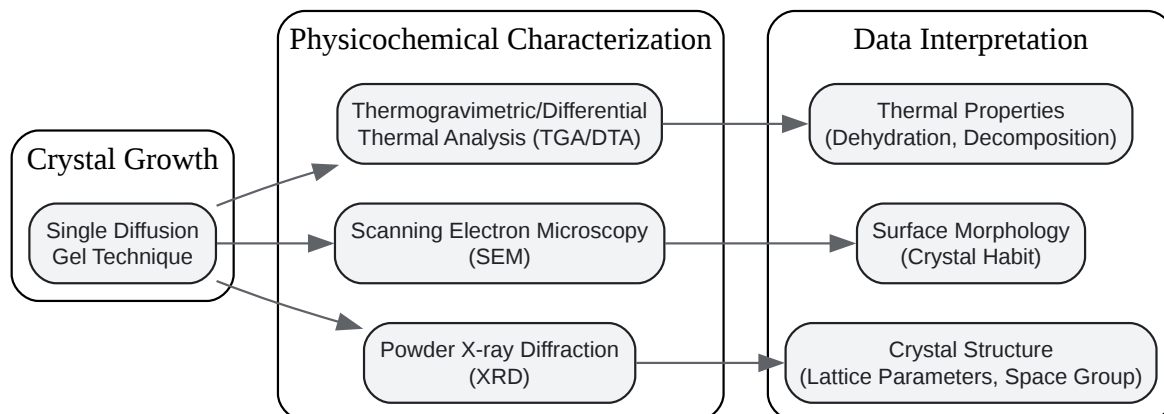 Crystal Growth
Single Diffusion
Gel Technique
Physicochemical Characterization
Thermogravimetric/Differential
Thermal Analysis (TGA/DTA)
Scanning Electron Microscopy
(SEM)
Powder X-ray Diffraction
(XRD)
Data Interpretation
Thermal Properties
(Dehydration, Decomposition)
Surface Morphology
(Crystal Habit)
Crystal Structure
(Lattice Parameters, Space Group)